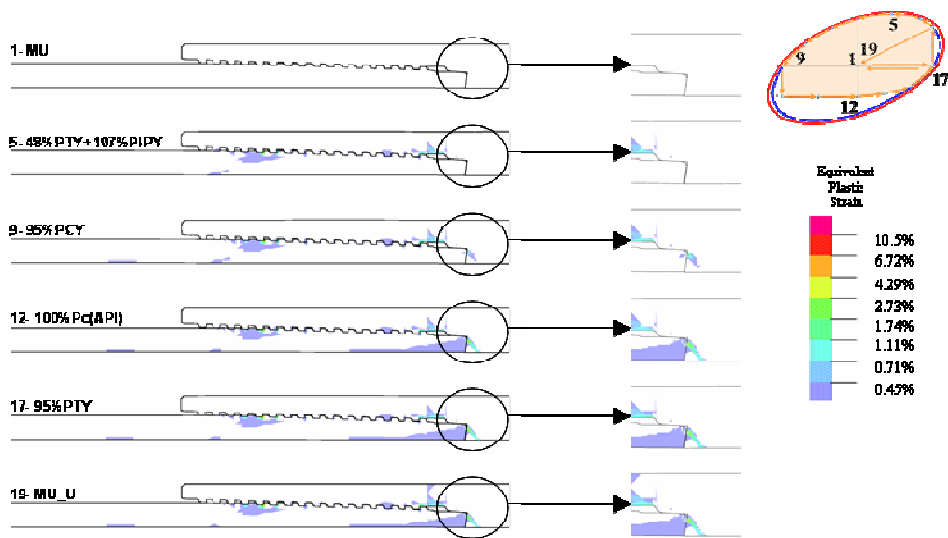 1- MU
5- 48% PTY+107% PIPY
9- 95% PCY
12- 100% Pc(API)
17- 95% PTY
19- MU_U
5
9
1
19
17
12
Equivalent
Plastic
Strain
10.5%
6.72%
4.29%
2.73%
1.74%
1.11%
0.71%
0.45%